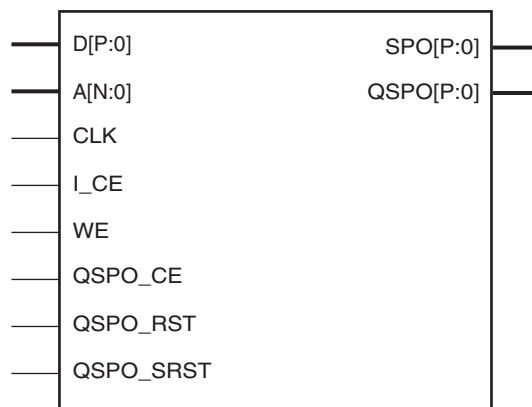 D[P:0]
SPO[P:0]
A[N:0]
QSPO[P:0]
CLK
I_CE
WE
QSPO_CE
QSPO_RST
QSPO_SRST